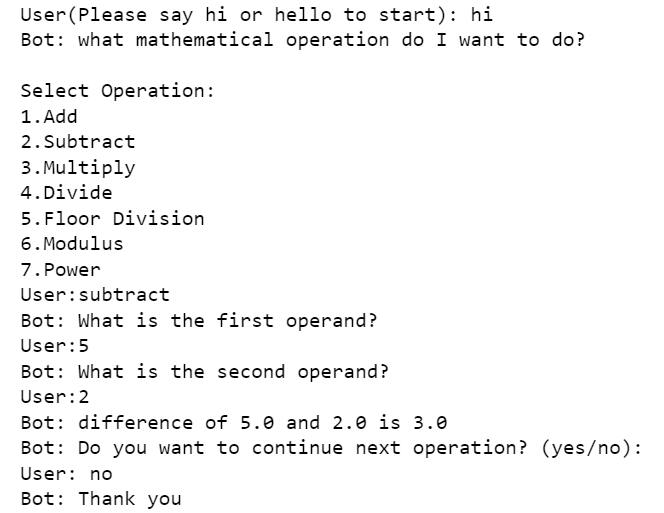 User(Please say hi or hello to start): hi
Bot: what mathematical operation do I want to do?
Select Operation:
1.Add
2.Subtract
3.Multiply
4.Divide
5.Floor Division
6.Modulus
7.Power
User:subtract
Bot: What is the first operand?
User:5
Bot: What is the second operand?
User:2
Bot: difference of 5.0 and 2.0 is 3.0
Bot: Do you want to continue next operation? (yes/no):
User: no
Bot: Thank you